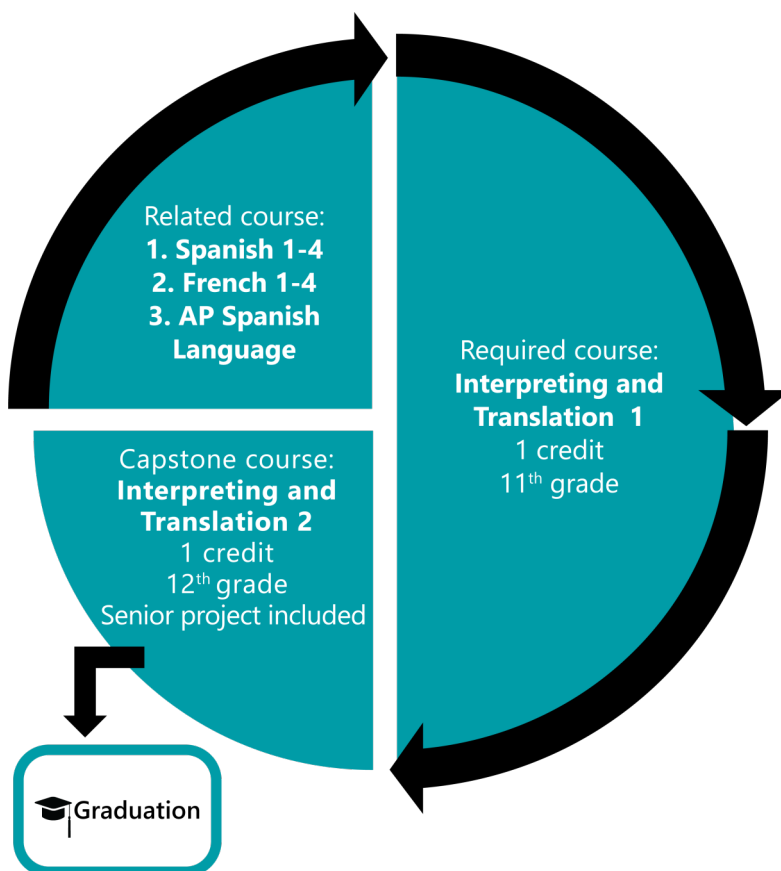 Related course:
1. Spanish 1-4
2. French 1-4
3. AP Spanish
Language
Required course:
Interpreting and
Translation 1
1 credit
11th grade
Capstone course:
Interpreting and
Translation 2
1 credit
12th grade
Senior project included
Graduation